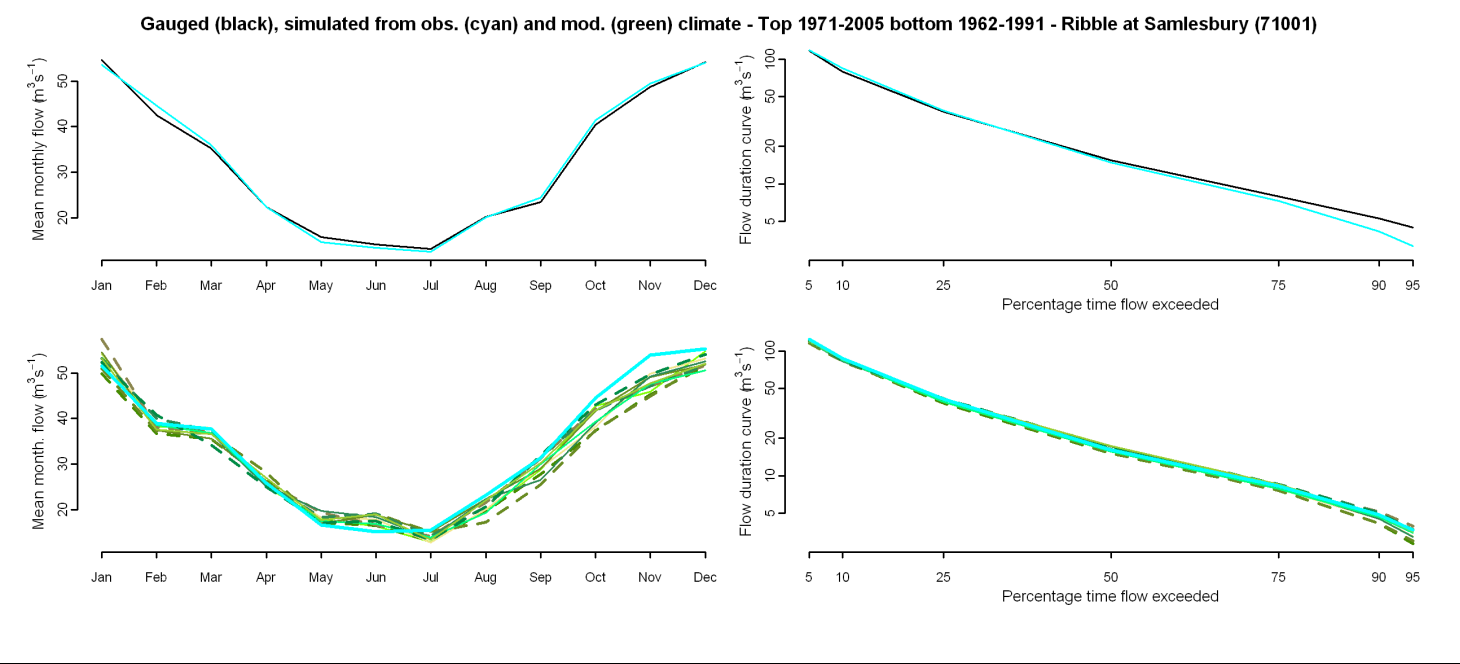 Gauged (black), simulated from obs. (cyan) and mod. (green) climate - Top 1971-2005 bottom 1962-1991 - Ribble at Samlesbury (71001)
Mean monthly flow (m³s⁻¹)
50
40
30
20
Jan Feb Mar Apr May Jun Jul Aug Sep Oct Nov Dec
Flow duration curve (m³s⁻¹)
100
50
20
10
5
5 10 25 50 75 90 95
Percentage time flow exceeded
Mean month. flow (m³s⁻¹)
50
40
30
20
Jan Feb Mar Apr May Jun Jul Aug Sep Oct Nov Dec
Flow duration curve (m³s⁻¹)
100
50
20
10
5
5 10 25 50 75 90 95
Percentage time flow exceeded